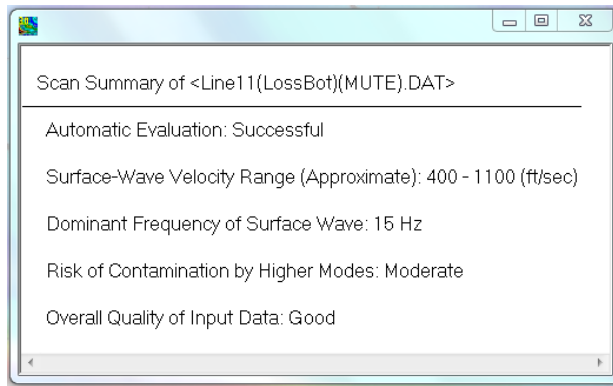 Scan Summary of <Line11(LossBot)(MUTE).DAT>
Automatic Evaluation: Successful
Surface-Wave Velocity Range (Approximate): 400 - 1100 (ft/sec)
Dominant Frequency of Surface Wave: 15 Hz
Risk of Contamination by Higher Modes: Moderate
Overall Quality of Input Data: Good